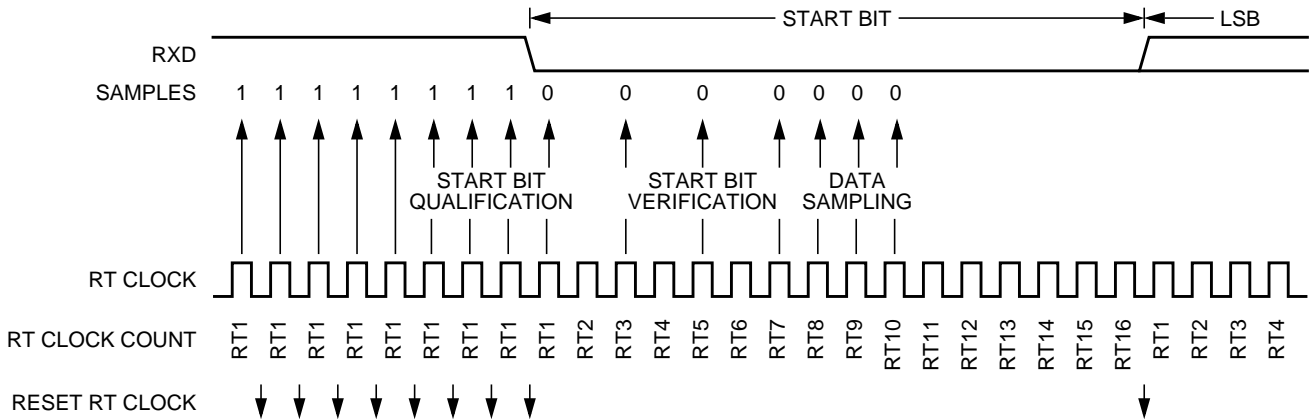 START BIT LSB
RXD
SAMPLES 1 1 1 1 1 1 1 1 0 0 0 0 0 0 0
START BIT QUALIFICATION START BIT VERIFICATION DATA SAMPLING
RT CLOCK
RT CLOCK COUNT RT1 RT1 RT1 RT1 RT1 RT1 RT1 RT1 RT1 RT2 RT3 RT4 RT5 RT6 RT7 RT8 RT9 RT10 RT11 RT12 RT13 RT14 RT15 RT16 RT1 RT2 RT3 RT4
RESET RT CLOCK